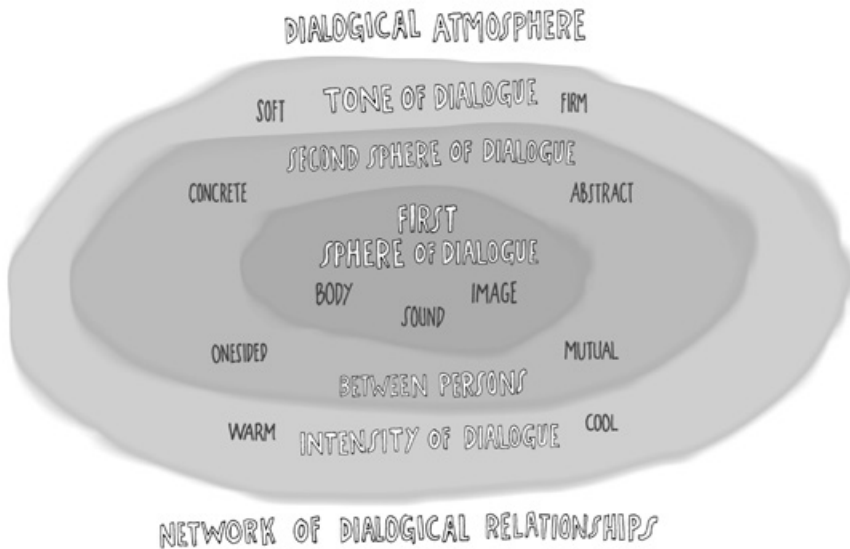 DIALOGICAL ATMOSPHERE
SOFT TONE OF DIALOGUE FIRM
SECOND SPHERE OF DIALOGUE
CONCRETE ABSTRACT
FIRST
SPHERE OF DIALOGUE
BODY IMAGE
SOUND
ONESIDED MUTUAL
BETWEEN PERSONS
WARM INTENSITY OF DIALOGUE COOL
NETWORK OF DIALOGICAL RELATIONSHIPS